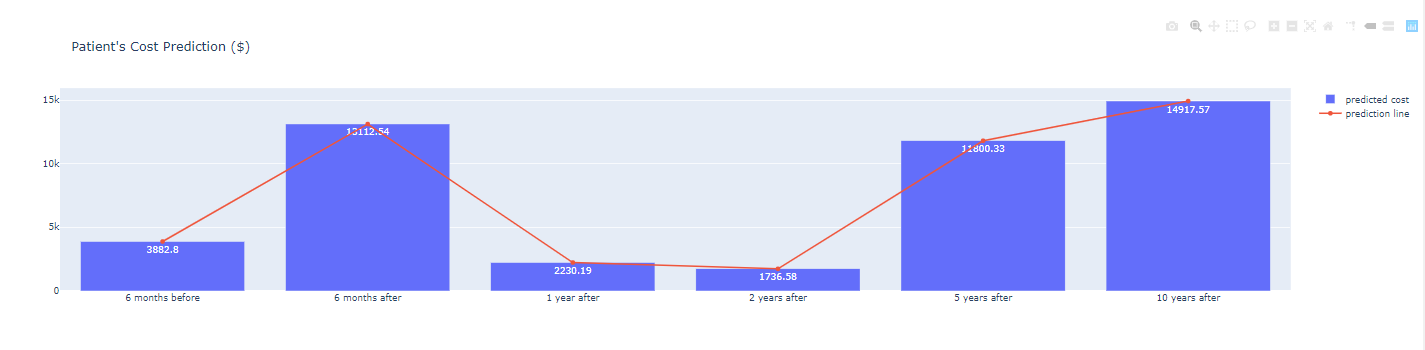 Patient's Cost Prediction ($)
predicted cost
prediction line
15k
10k
5k
0
3882.8
13112.54
2230.19
1736.58
11800.33
14917.57
6 months before
6 months after
1 year after
2 years after
5 years after
10 years after